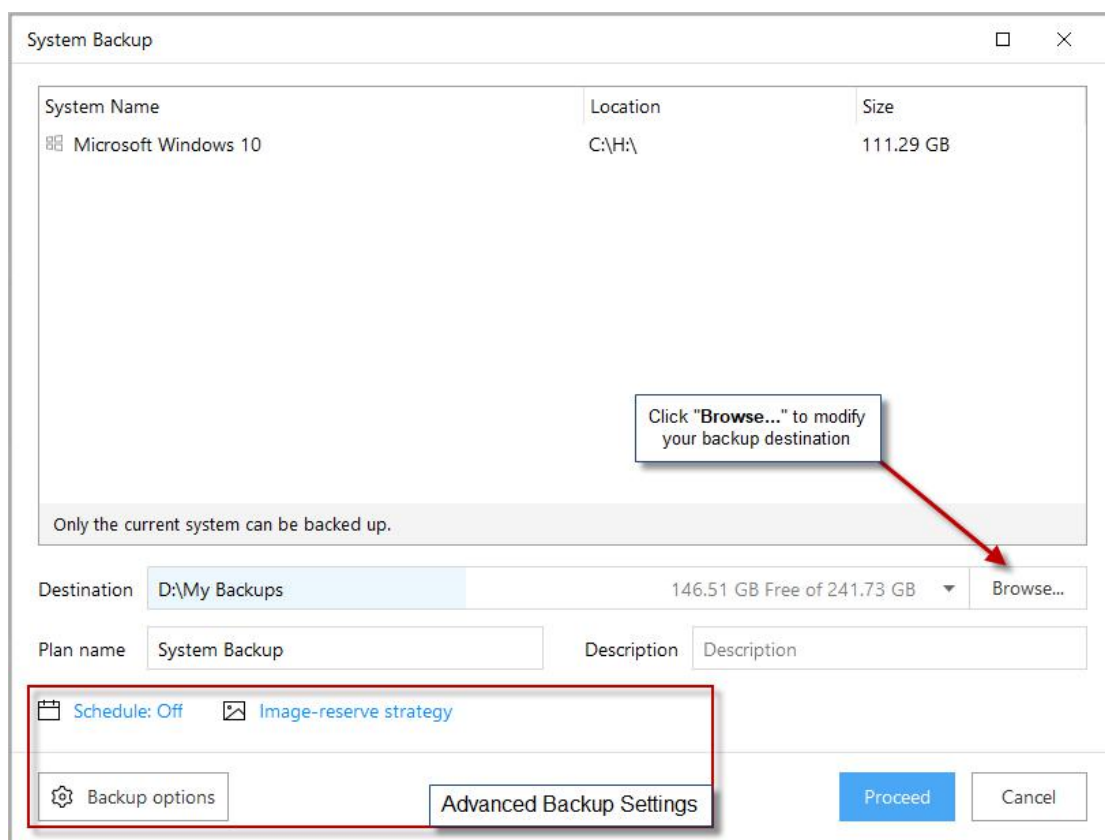 System Backup
System Name Location Size
Microsoft Windows 10 C:\H:\ 111.29 GB
Click "Browse..." to modify
your backup destination
Only the current system can be backed up.
Destination D:\My Backups 146.51 GB Free of 241.73 GB Browse...
Plan name System Backup Description Description
Schedule: Off Image-reserve strategy
Backup options Advanced Backup Settings Proceed Cancel